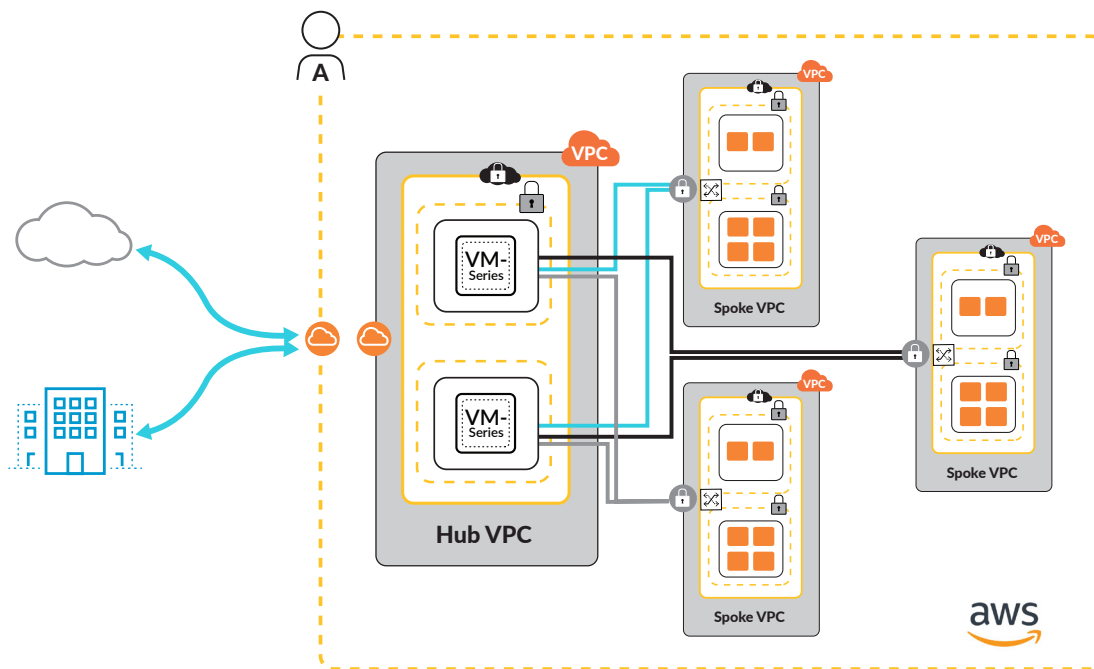 A
VPC
VPC
VM-
Series
Spoke VPC
VPC
Spoke VPC
VM-
Series
VPC
Hub VPC
Spoke VPC
aws